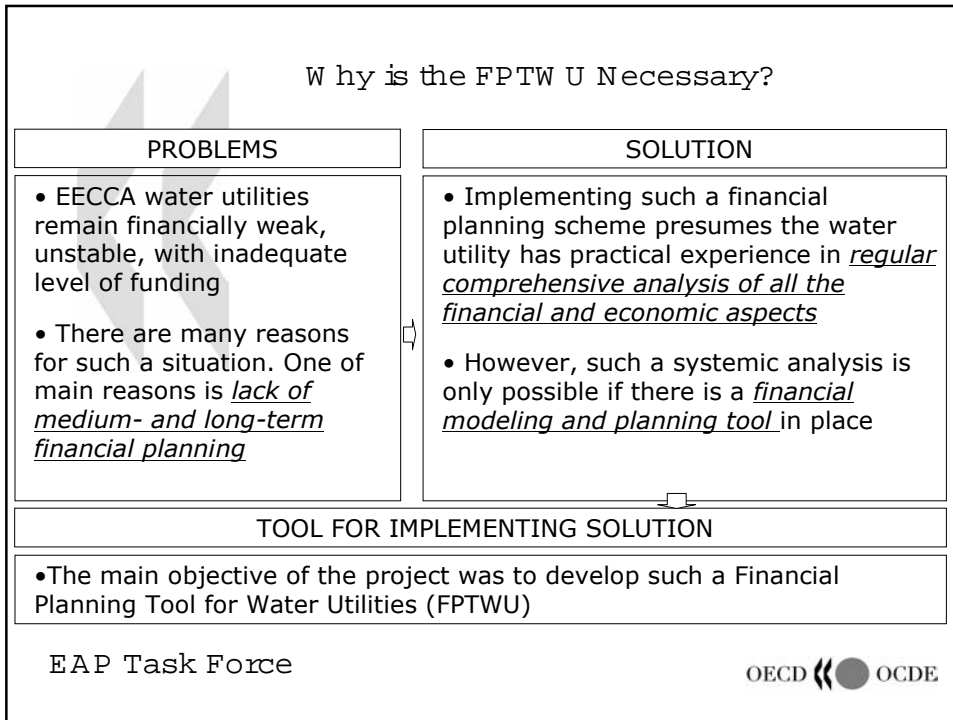 Why is the FPTWU Necessary?
PROBLEMS
• EECCA water utilities
remain financially weak,
unstable, with inadequate
level of funding
• There are many reasons
for such a situation. One of
main reasons is lack of
medium- and long-term
financial planning
SOLUTION
• Implementing such a financial
planning scheme presumes the water
utility has practical experience in regular
comprehensive analysis of all the
financial and economic aspects
• However, such a systemic analysis is
only possible if there is a financial
modeling and planning tool in place
TOOL FOR IMPLEMENTING SOLUTION
•The main objective of the project was to develop such a Financial
Planning Tool for Water Utilities (FPTWU)
EAP Task Force
OECD OCDE